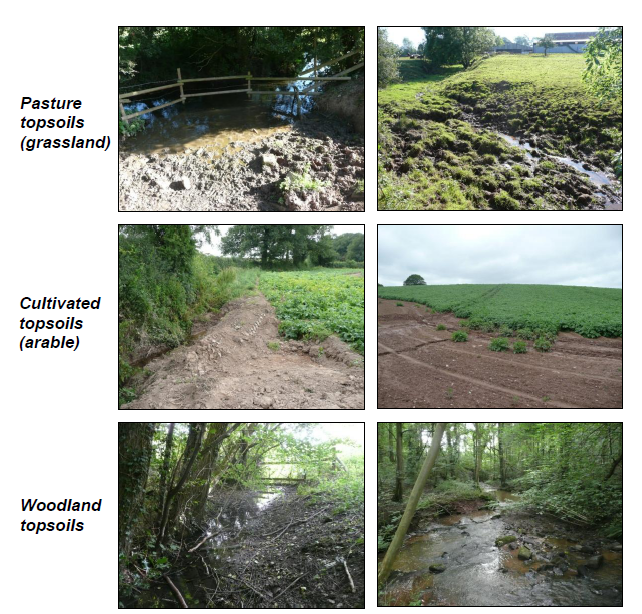 Pasture
topsoils
(grassland)
Cultivated
topsoils
(arable)
Woodland
topsoils